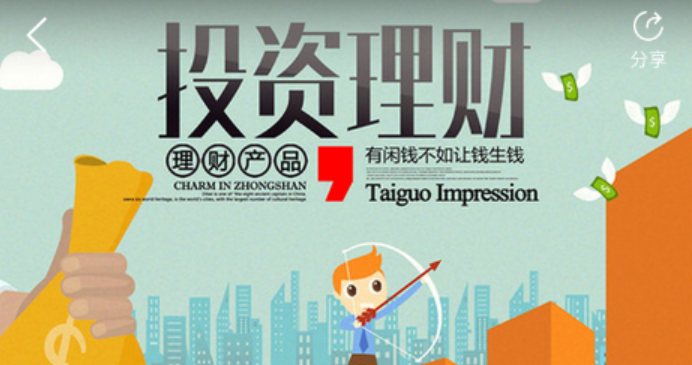 分享
投资理财
理财产品
有闲钱不如让钱生钱
CHARM IN ZHONGSHAN
Taiguo Impression